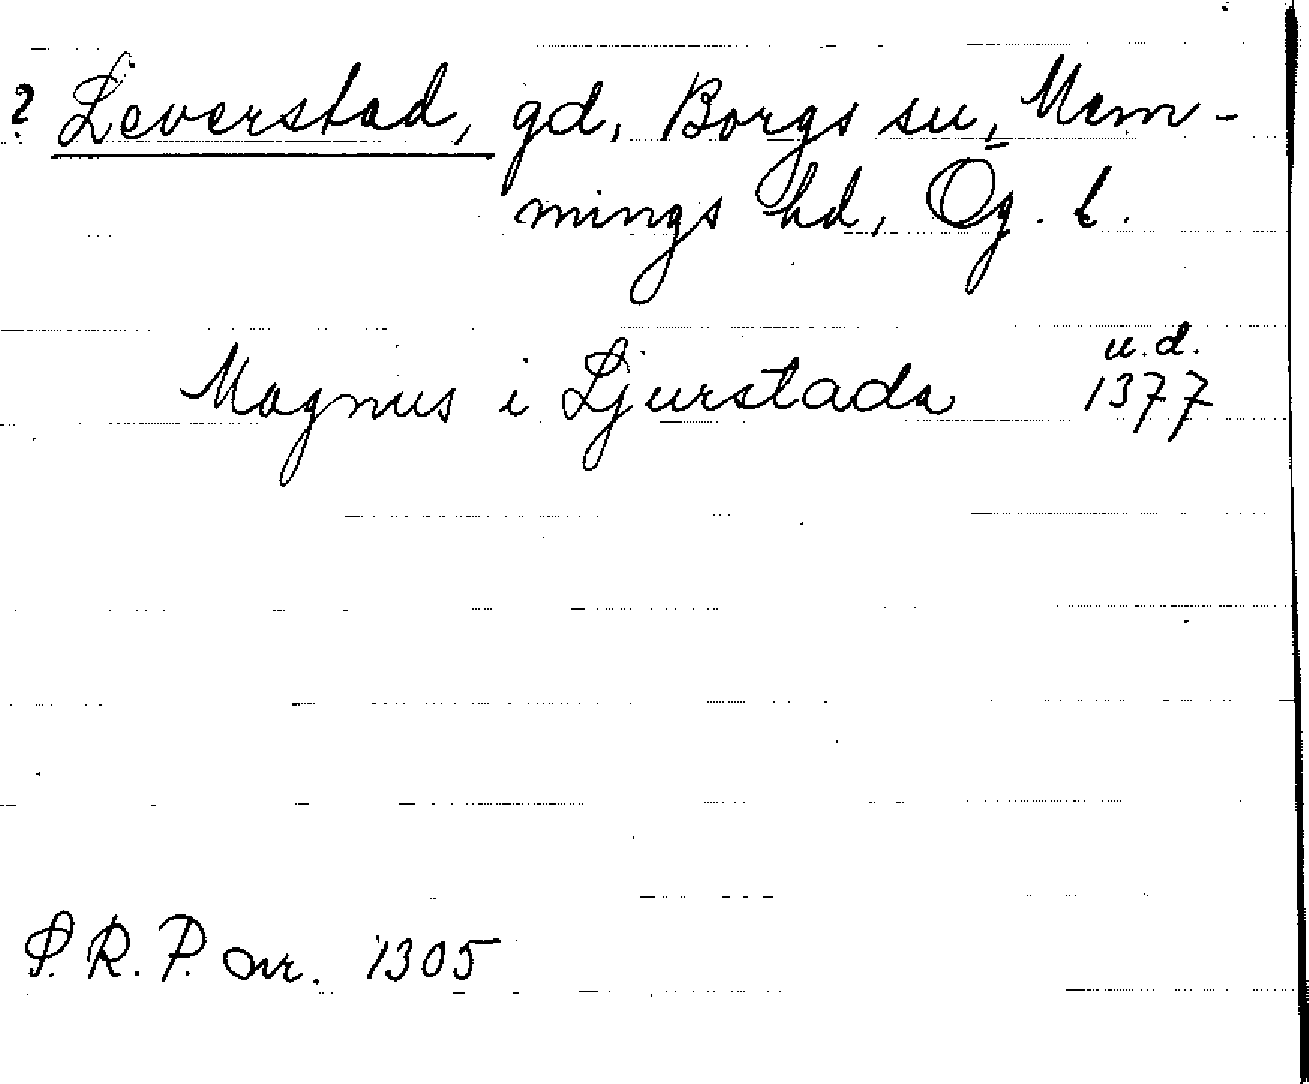 ? Leverstad, gd, Borgs sn, Mem-
mings hd, Ög. l.
Magnus i Ljurstada u.d. 1377
S.R.P. nr. 1305